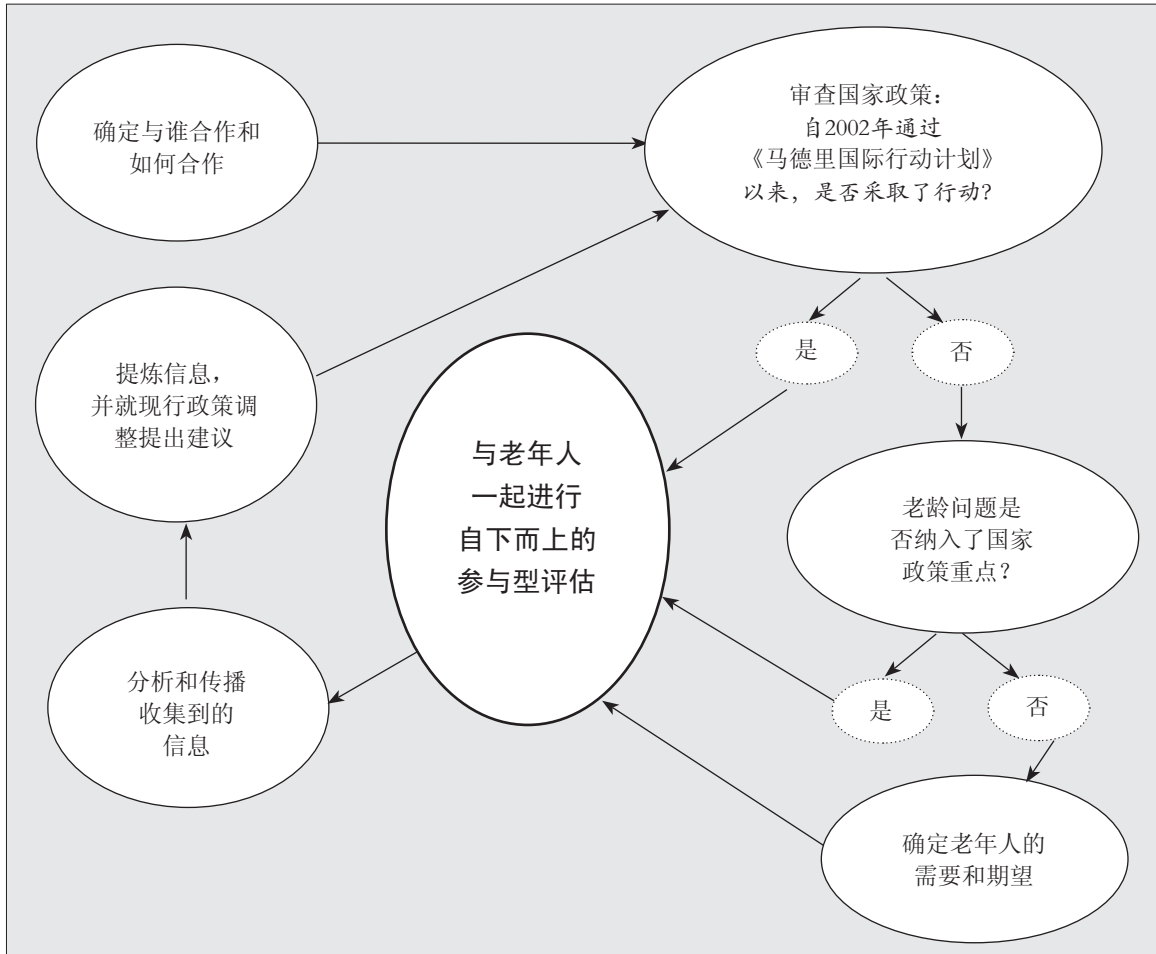 确定与谁合作和
如何合作
审查国家政策：
自2002年通过
《马德里国际行动计划》
以来，是否采取了行动？
是
否
提炼信息，
并就现行政策调
整提出建议
与老年人
一起进行
自下而上的
参与型评估
老龄问题是
否纳入了国家
政策重点？
分析和传播
收集到的
信息
是
否
确定老年人的
需要和期望